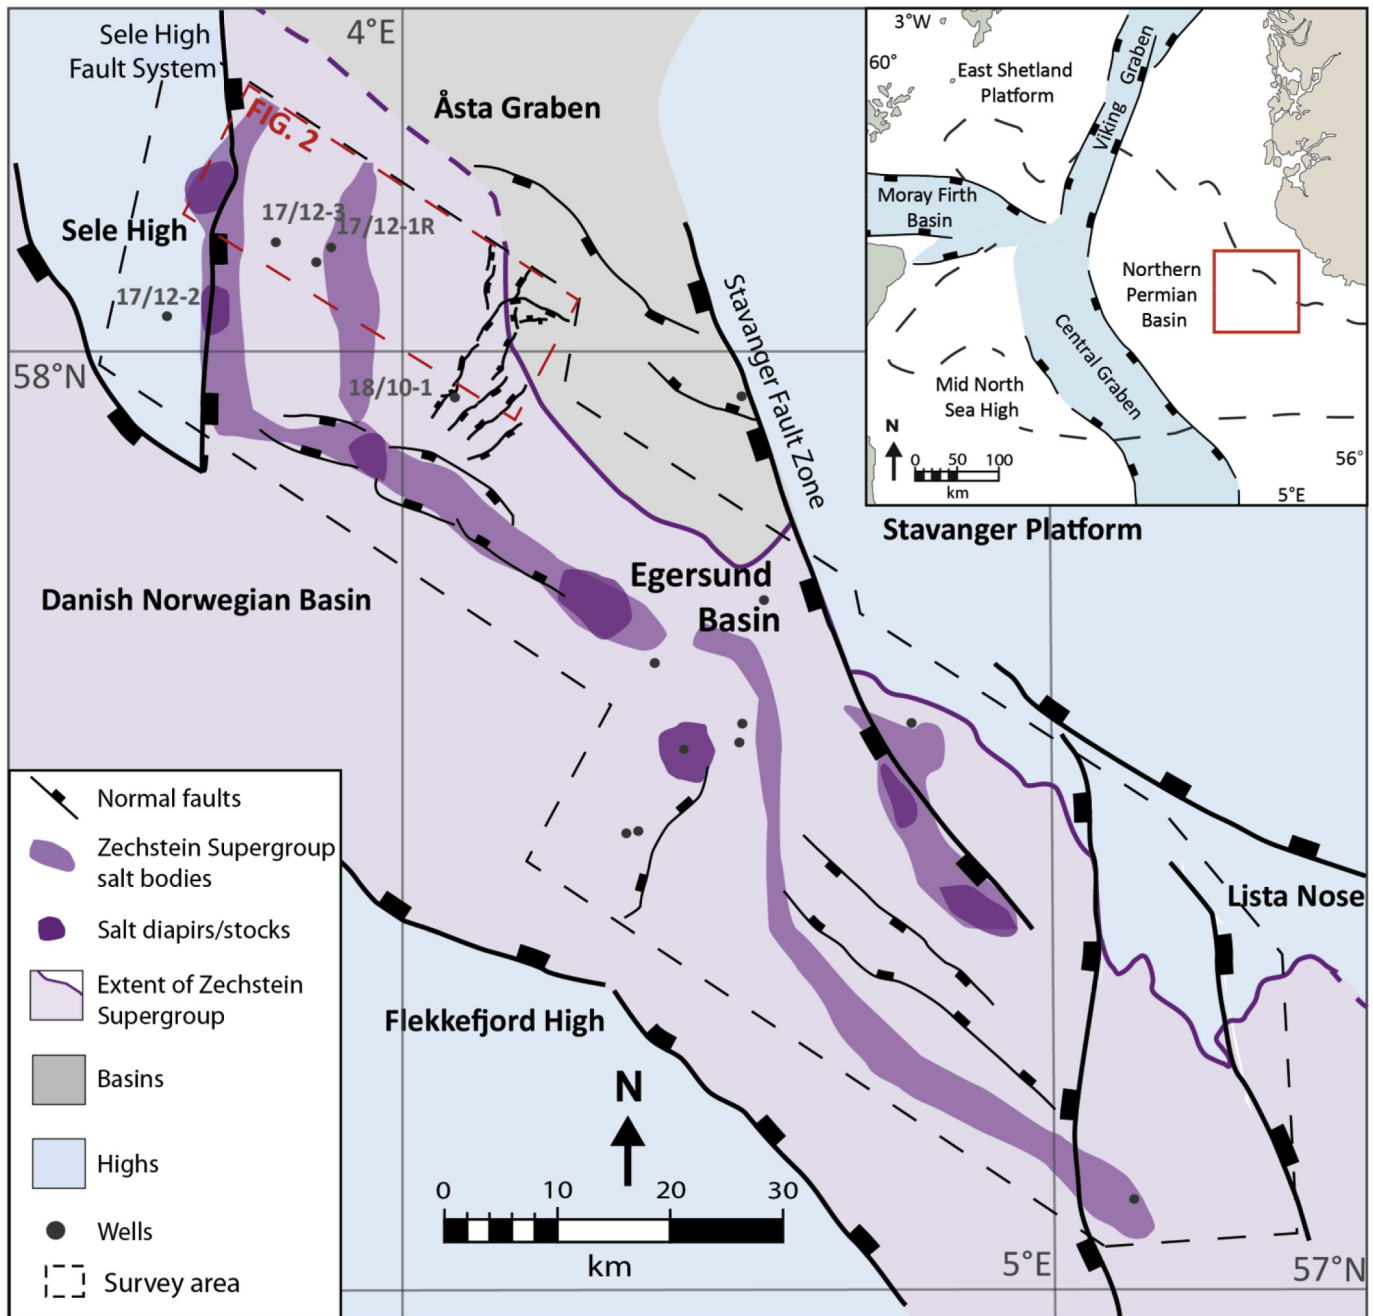 Sele High
Fault System
4°E
Åsta Graben
FIG. 2
Sele High
17/12-3
17/12-1R
17/12-2
58°N
18/10-1
Stavanger Fault Zone
3°W
60°
East Shetland
Platform
Viking Graben
Moray Firth
Basin
Northern
Permian
Basin
Central Graben
Mid North
Sea High
N
0 50 100
km
56°
5°E
Stavanger Platform
Danish Norwegian Basin
Egersund
Basin
Lista Nose
Flekkefjord High
N
0 10 20 30
km
5°E
57°N
Normal faults
Zechstein Supergroup
salt bodies
Salt diapirs/stocks
Extent of Zechstein
Supergroup
Basins
Highs
Wells
Survey area